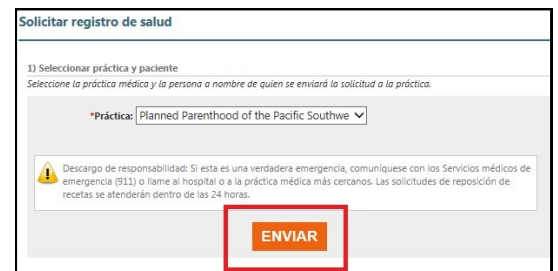 Solicitar registro de salud
1) Seleccionar práctica y paciente
Seleccione la práctica médica y la persona a nombre de quien se enviará la solicitud a la práctica.
*Práctica: Planned Parenthood of the Pacific Southwe
Descargo de responsabilidad: Si esta es una verdadera emergencia, comuníquese con los Servicios médicos de
emergencia (911) o llame al hospital o a la práctica médica más cercanos. Las solicitudes de reposición de
recetas se atenderán dentro de las 24 horas.
ENVIAR